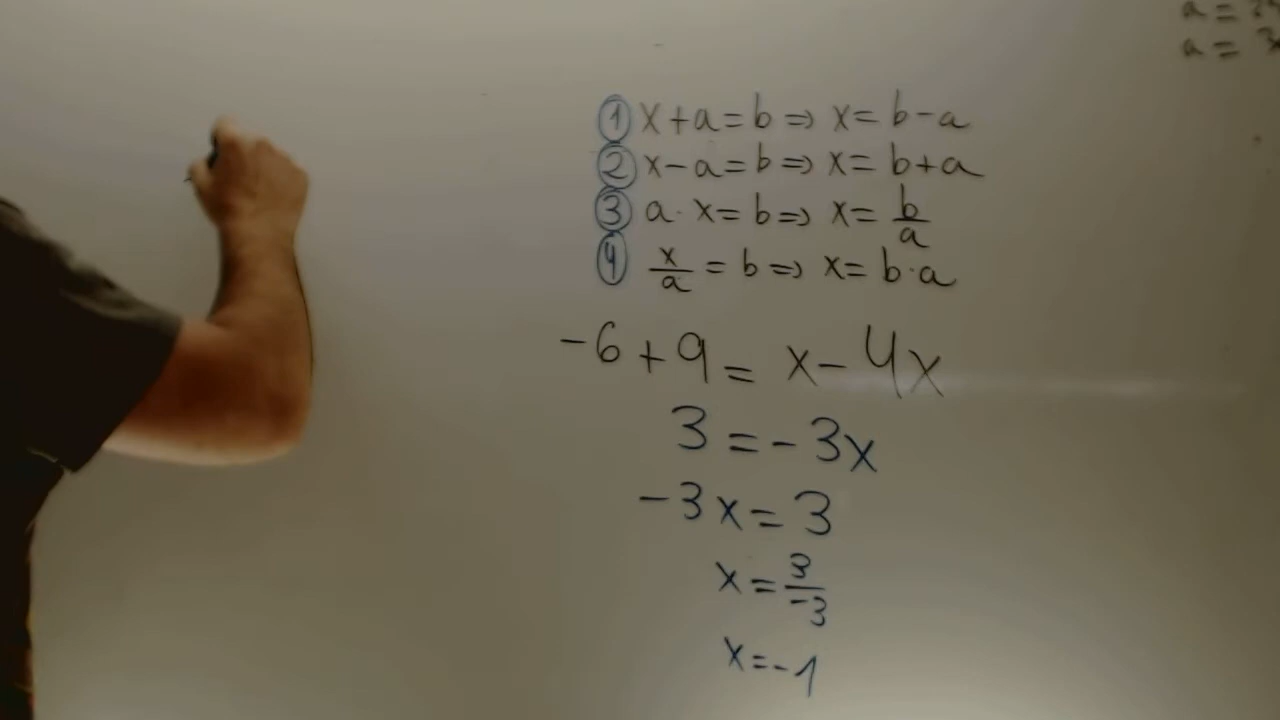 ① x + a = b ⇒ x = b - a
② x - a = b ⇒ x = b + a
③ a · x = b ⇒ x = b/a
④ x/a = b ⇒ x = b · a
-6 + 9 = x - 4x
3 = -3x
-3x = 3
x = 3/-3
x = -1
a =
a =